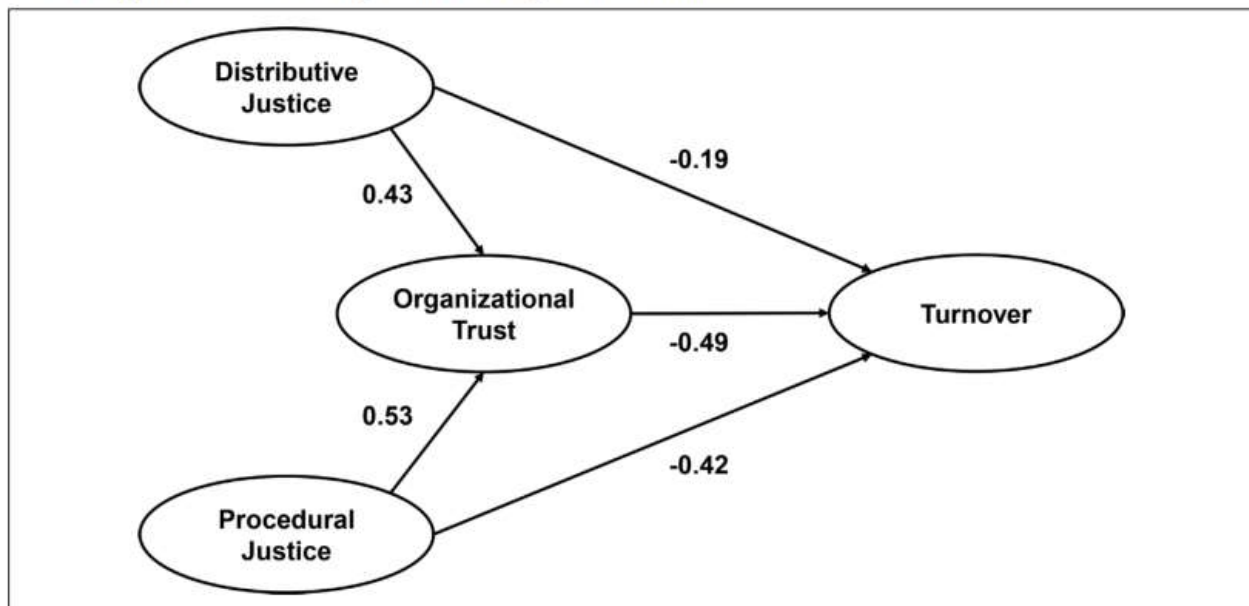 Distributive
Justice
-0.19
0.43
Organizational
Trust
Turnover
-0.49
0.53
-0.42
Procedural
Justice